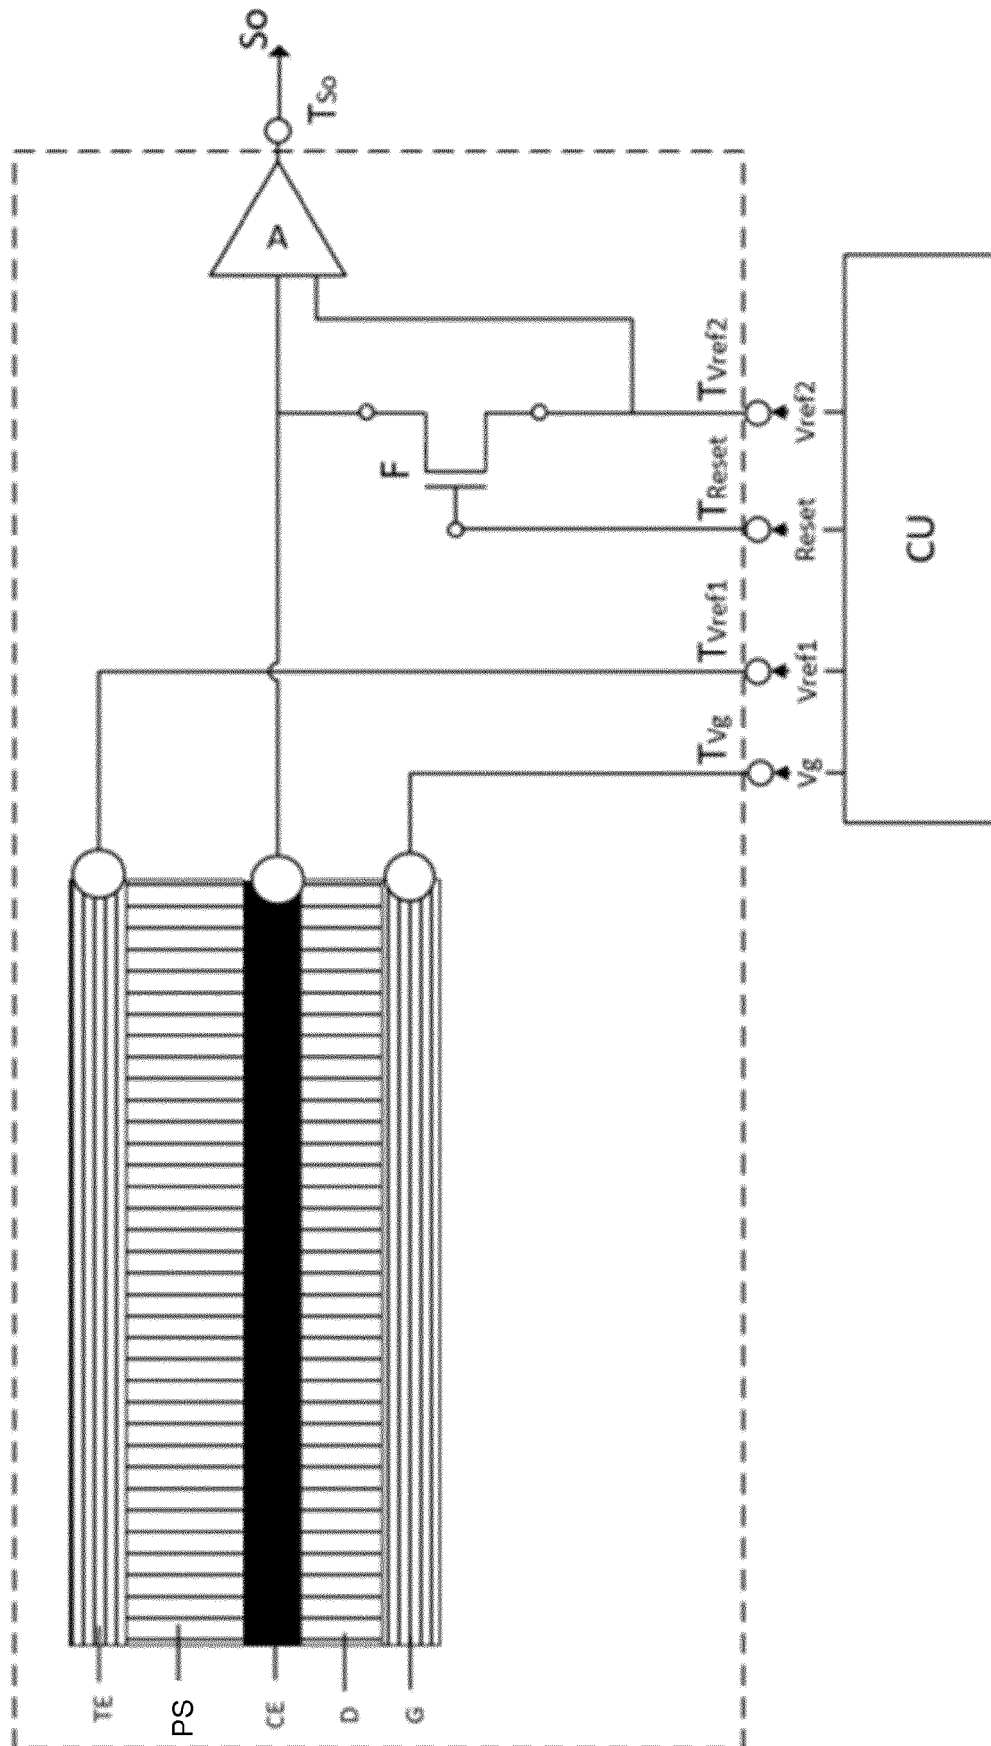 So
TSo
A
F
TVref2
TReset
TVref1
TVg
Vref2
Reset
Vref1
Vg
CU
TE
PS
CE
D
G